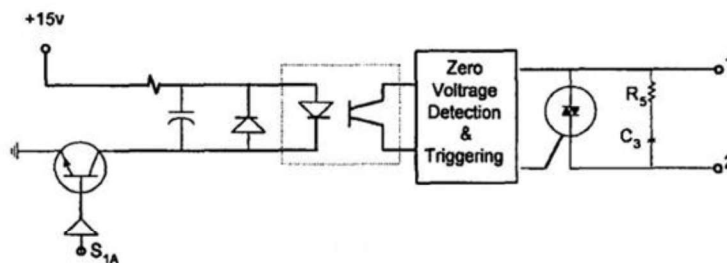 +15v
Zero
Voltage
Detection
&
Triggering
1
R5
C3
2
S1A